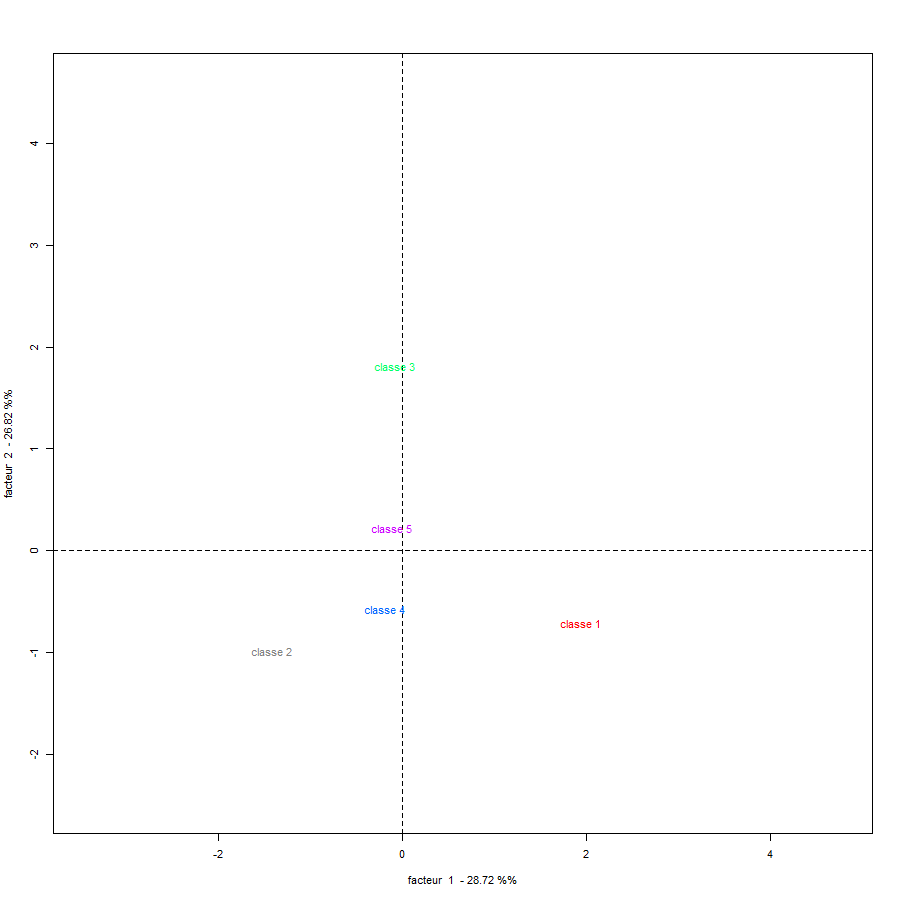 4
3
2
1
0
-1
-2
facteur 2 - 26.82 %%
classe 3
classe 5
classe 4
classe 1
classe 2
-2 0 2 4
facteur 1 - 28.72 %%